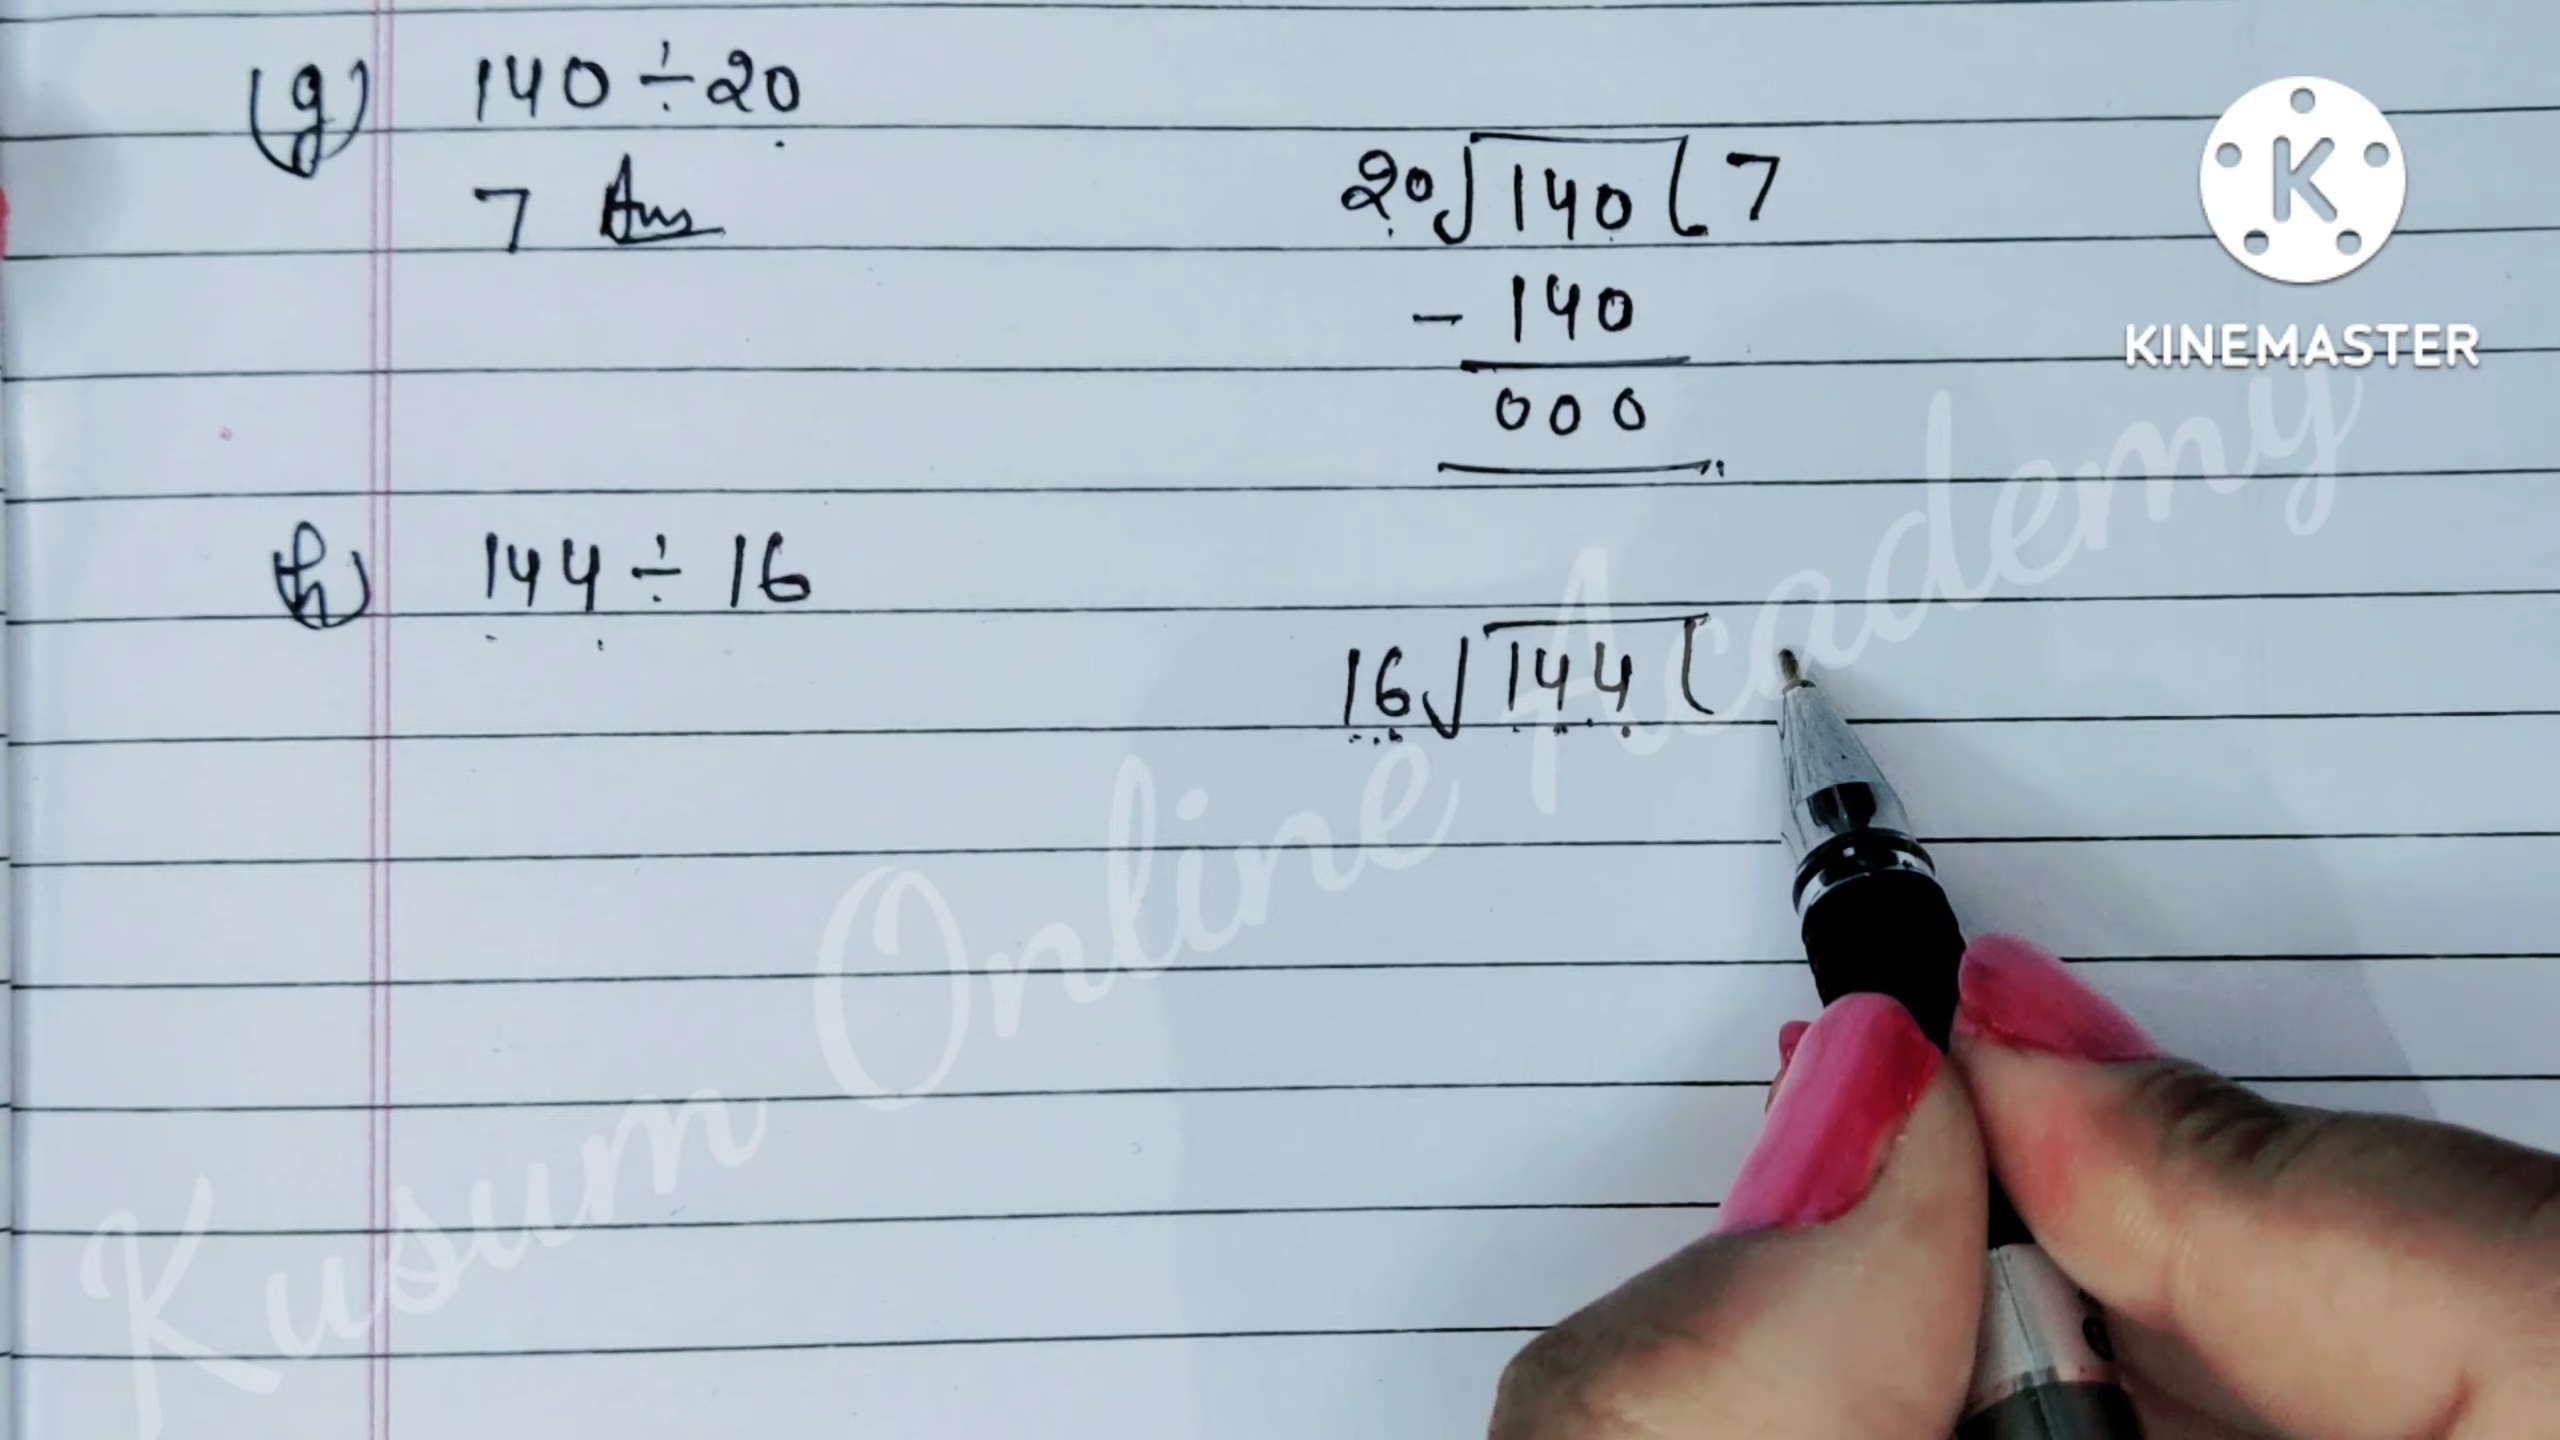 (g) 140 ÷ 20
7 Ans
20√140(7
- 140
000
(h) 144 ÷ 16
16√144(
K
KINEMASTER
Kusum Online Academy